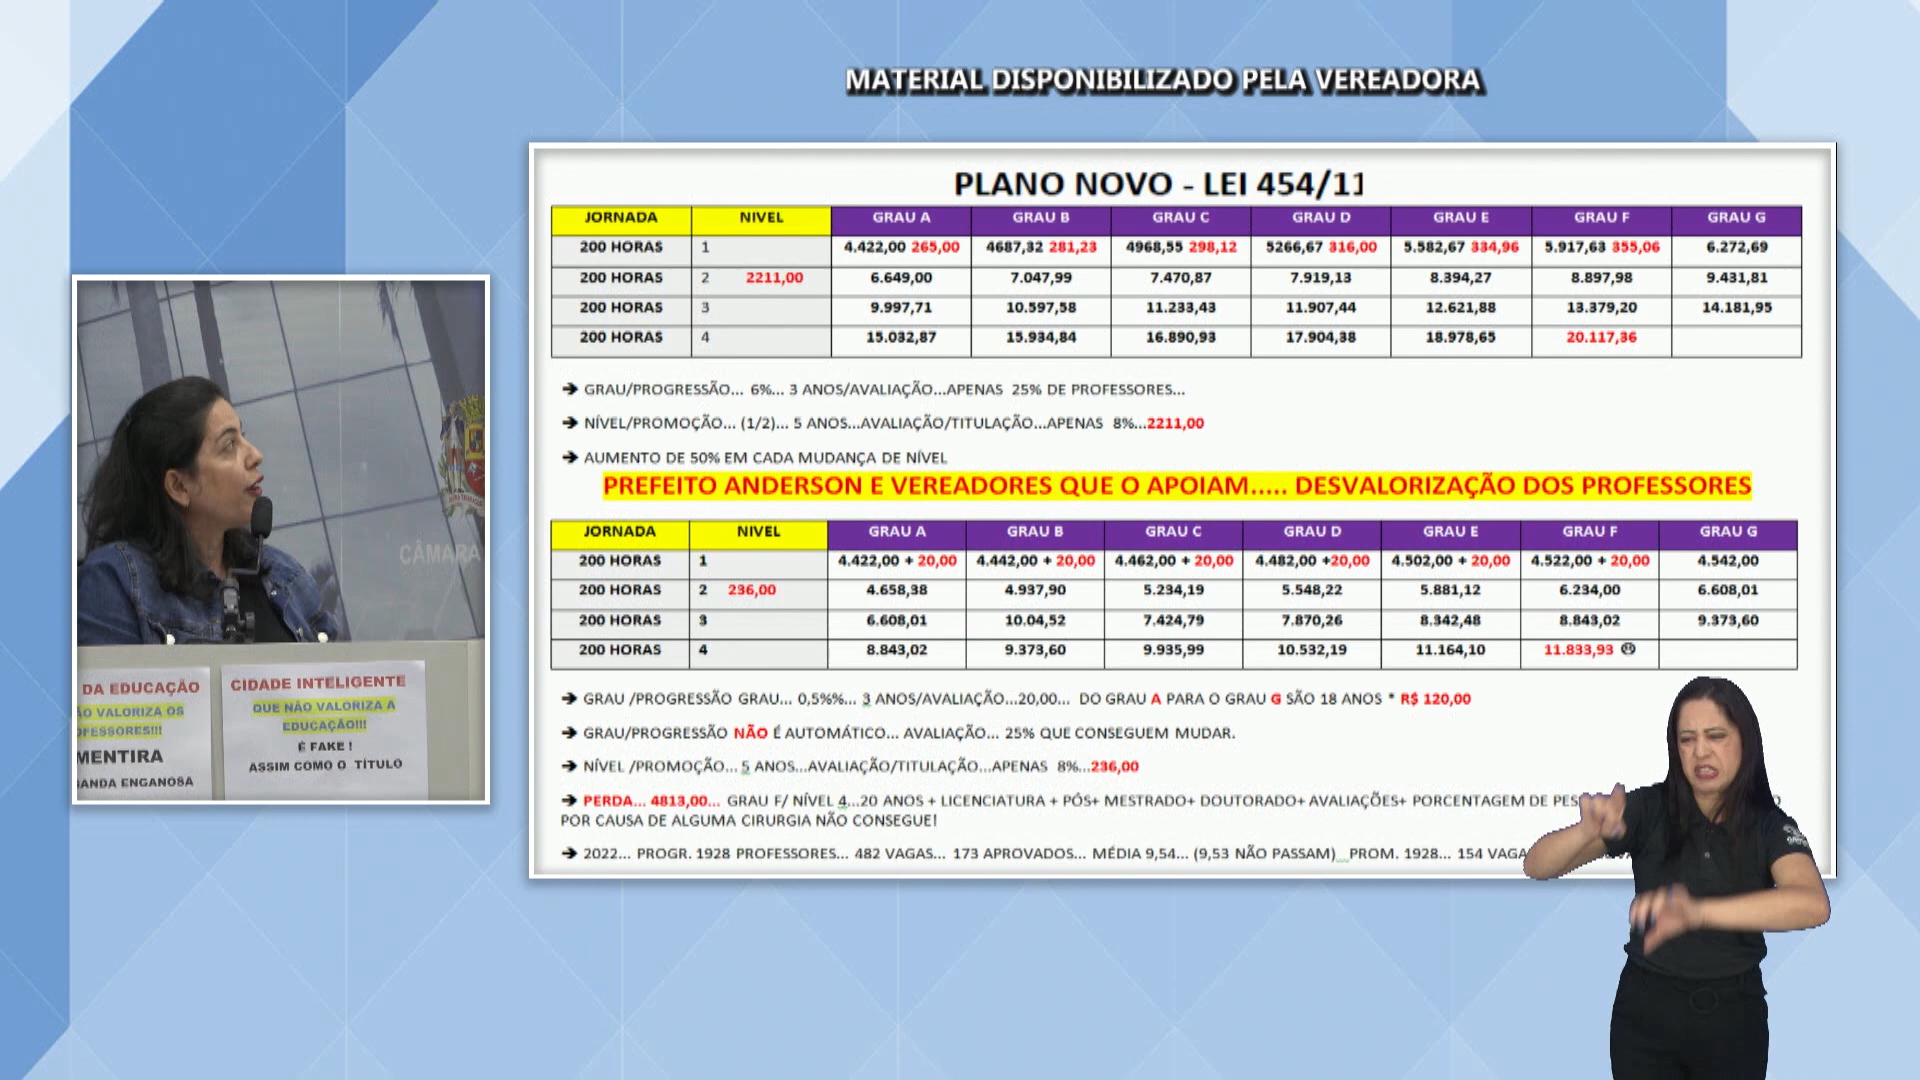 MATERIAL DISPONIBILIZADO PELA VEREADORA
PLANO NOVO - LEI 454/11
JORNADA NIVEL GRAU A GRAU B GRAU C GRAU D GRAU E GRAU F GRAU G
200 HORAS 1 4.422,00 265,00 4687,32 281,23 4968,55 298,12 5266,67 316,00 5.582,67 334,96 5.917,63 355,06 6.272,69
200 HORAS 2 2211,00 6.649,00 7.047,99 7.470,87 7.919,13 8.394,27 8.897,98 9.431,81
200 HORAS 3 9.997,71 10.597,58 11.233,43 11.907,44 12.621,88 13.379,20 14.181,95
200 HORAS 4 15.032,87 15.934,84 16.890,93 17.904,38 18.978,65 20.117,36
➔ GRAU/PROGRESSÃO... 6%... 3 ANOS/AVALIAÇÃO...APENAS 25% DE PROFESSORES...
➔ NÍVEL/PROMOÇÃO... (1/2)... 5 ANOS...AVALIAÇÃO/TITULAÇÃO...APENAS 8%...2211,00
➔ AUMENTO DE 50% EM CADA MUDANÇA DE NÍVEL
PREFEITO ANDERSON E VEREADORES QUE O APOIAM..... DESVALORIZAÇÃO DOS PROFESSORES
JORNADA NIVEL GRAU A GRAU B GRAU C GRAU D GRAU E GRAU F GRAU G
200 HORAS 1 4.422,00 + 20,00 4.442,00 + 20,00 4.462,00 + 20,00 4.482,00 +20,00 4.502,00 + 20,00 4.522,00 + 20,00 4.542,00
200 HORAS 2 236,00 4.658,38 4.937,90 5.234,19 5.548,22 5.881,12 6.234,00 6.608,01
200 HORAS 3 6.608,01 10.04,52 7.424,79 7.870,26 8.342,48 8.843,02 9.373,60
200 HORAS 4 8.843,02 9.373,60 9.935,99 10.532,19 11.164,10 11.833,93 ☹
➔ GRAU /PROGRESSÃO GRAU... 0,5%%... 3 ANOS/AVALIAÇÃO...20,00... DO GRAU A PARA O GRAU G SÃO 18 ANOS * R$ 120,00
➔ GRAU/PROGRESSÃO NÃO É AUTOMÁTICO... AVALIAÇÃO... 25% QUE CONSEGUEM MUDAR.
➔ NÍVEL /PROMOÇÃO... 5 ANOS...AVALIAÇÃO/TITULAÇÃO...APENAS 8%...236,00
➔ PERDA... 4813,00... GRAU F/ NÍVEL 4...20 ANOS + LICENCIATURA + PÓS+ MESTRADO+ DOUTORADO+ AVALIAÇÕES+ PORCENTAGEM DE
POR CAUSA DE ALGUMA CIRURGIA NÃO CONSEGUE!
➔ 2022... PROGR. 1928 PROFESSORES... 482 VAGAS... 173 APROVADOS... MÉDIA 9,54... (9,53 NÃO PASSAM) PROM. 1928... 154
CÂMARA
DA EDUCAÇÃO
VALORIZA OS
MENTIRA
ENGANOSA
CIDADE INTELIGENTE
QUE NÃO VALORIZA A
EDUCAÇÃO!!!
É FAKE !
ASSIM COMO O TÍTULO